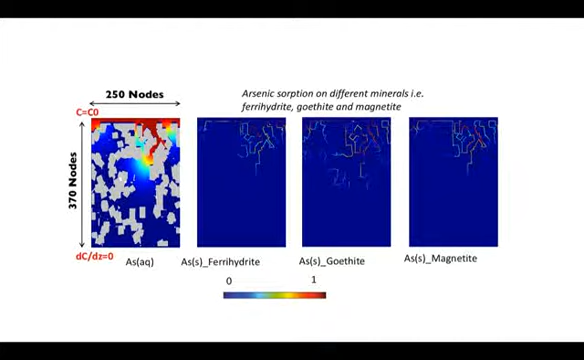 250 Nodes
Arsenic sorption on different minerals i.e.
ferrihydrite, goethite and magnetite
C=C0
370 Nodes
dC/dz=0
As(aq)
As(s)_Ferrihydrite
As(s)_Goethite
As(s)_Magnetite
0
1